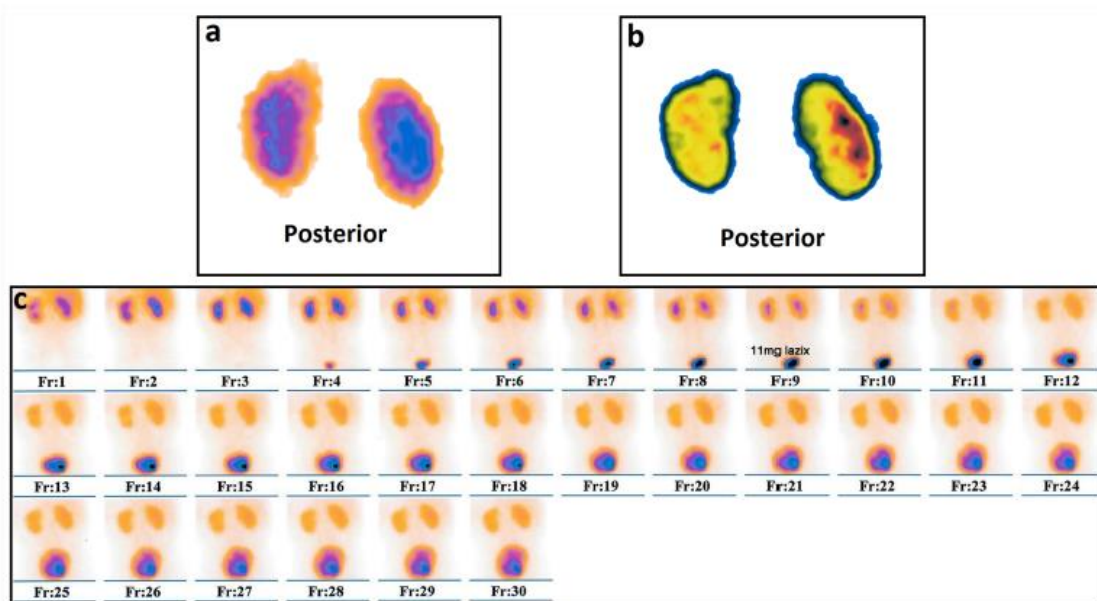 a
Posterior
b
Posterior
c
11mg lazix
Fr:1 Fr:2 Fr:3 Fr:4 Fr:5 Fr:6 Fr:7 Fr:8 Fr:9 Fr:10 Fr:11 Fr:12
Fr:13 Fr:14 Fr:15 Fr:16 Fr:17 Fr:18 Fr:19 Fr:20 Fr:21 Fr:22 Fr:23 Fr:24
Fr:25 Fr:26 Fr:27 Fr:28 Fr:29 Fr:30